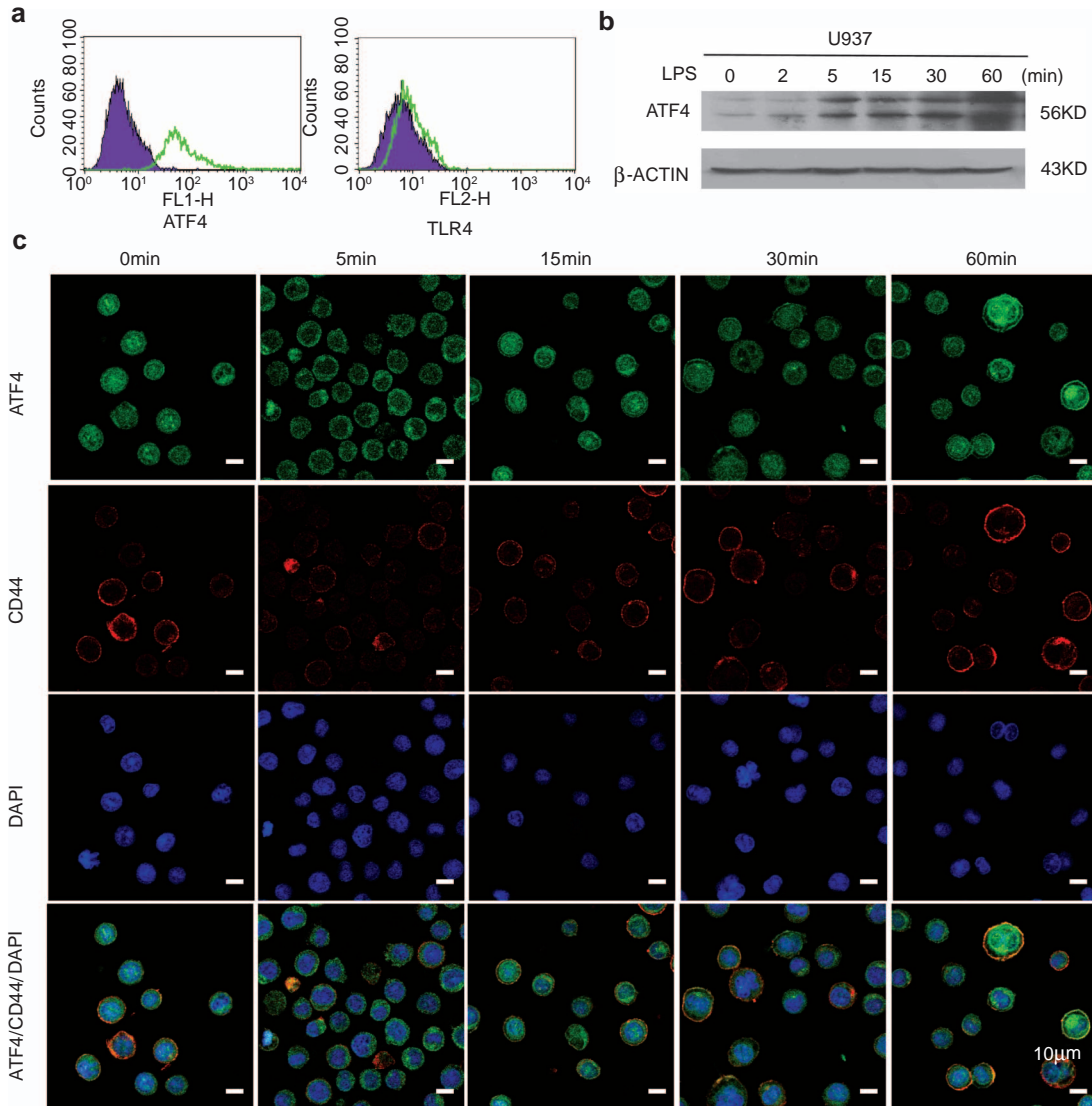 a
Counts
0 20 40 60 80 100
10⁰ 10¹ 10² 10³ 10⁴
FL1-H
ATF4
Counts
0 20 40 60 80 100
10⁰ 10¹ 10² 10³ 10⁴
FL2-H
TLR4
b
U937
LPS 0 2 5 15 30 60 (min)
ATF4 56KD
β-ACTIN 43KD
c
0min 5min 15min 30min 60min
ATF4
CD44
DAPI
ATF4/CD44/DAPI
10μm